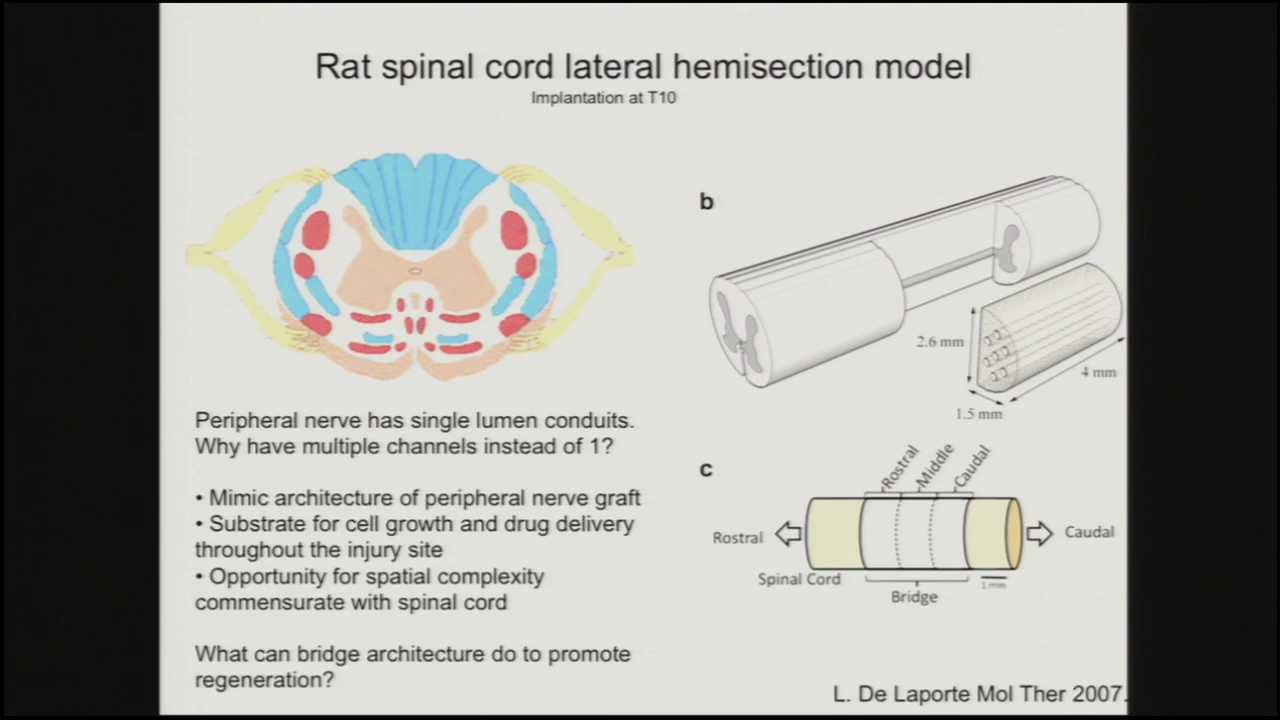 Rat spinal cord lateral hemisection model
Implantation at T10
b
2.6 mm
4 mm
1.5 mm
Peripheral nerve has single lumen conduits.
Why have multiple channels instead of 1?
• Mimic architecture of peripheral nerve graft
• Substrate for cell growth and drug delivery
throughout the injury site
• Opportunity for spatial complexity
commensurate with spinal cord
What can bridge architecture do to promote
regeneration?
c
Rostral
Middle
Caudal
Rostral
Caudal
Spinal Cord
Bridge
1 mm
L. De Laporte Mol Ther 2007.